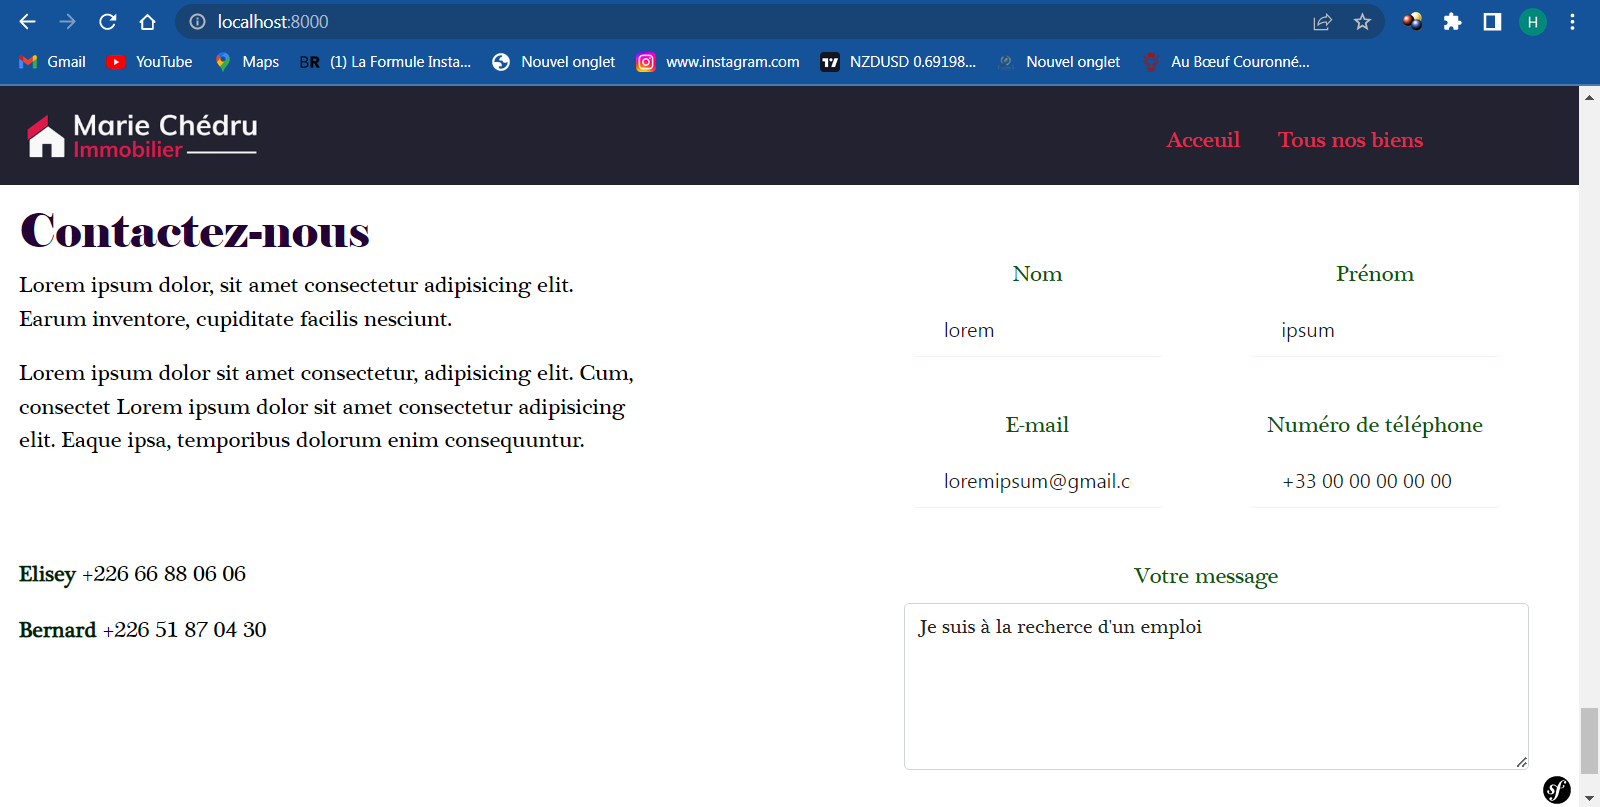 localhost:8000
H
Gmail
YouTube
Maps
BR (1) La Formule Insta...
Nouvel onglet
www.instagram.com
NZDUSD 0.69198...
Nouvel onglet
Au Bœuf Couronné...
Marie Chédru
Immobilier
Acceuil
Tous nos biens
Contactez-nous
Lorem ipsum dolor, sit amet consectetur adipisicing elit.
Earum inventore, cupiditate facilis nesciunt.
Lorem ipsum dolor sit amet consectetur, adipisicing elit. Cum,
consectet Lorem ipsum dolor sit amet consectetur adipisicing
elit. Eaque ipsa, temporibus dolorum enim consequuntur.
Elisey +226 66 88 06 06
Bernard +226 51 87 04 30
Nom
lorem
Prénom
ipsum
E-mail
loremipsum@gmail.c
Numéro de téléphone
+33 00 00 00 00 00
Votre message
Je suis à la recherce d'un emploi
sf